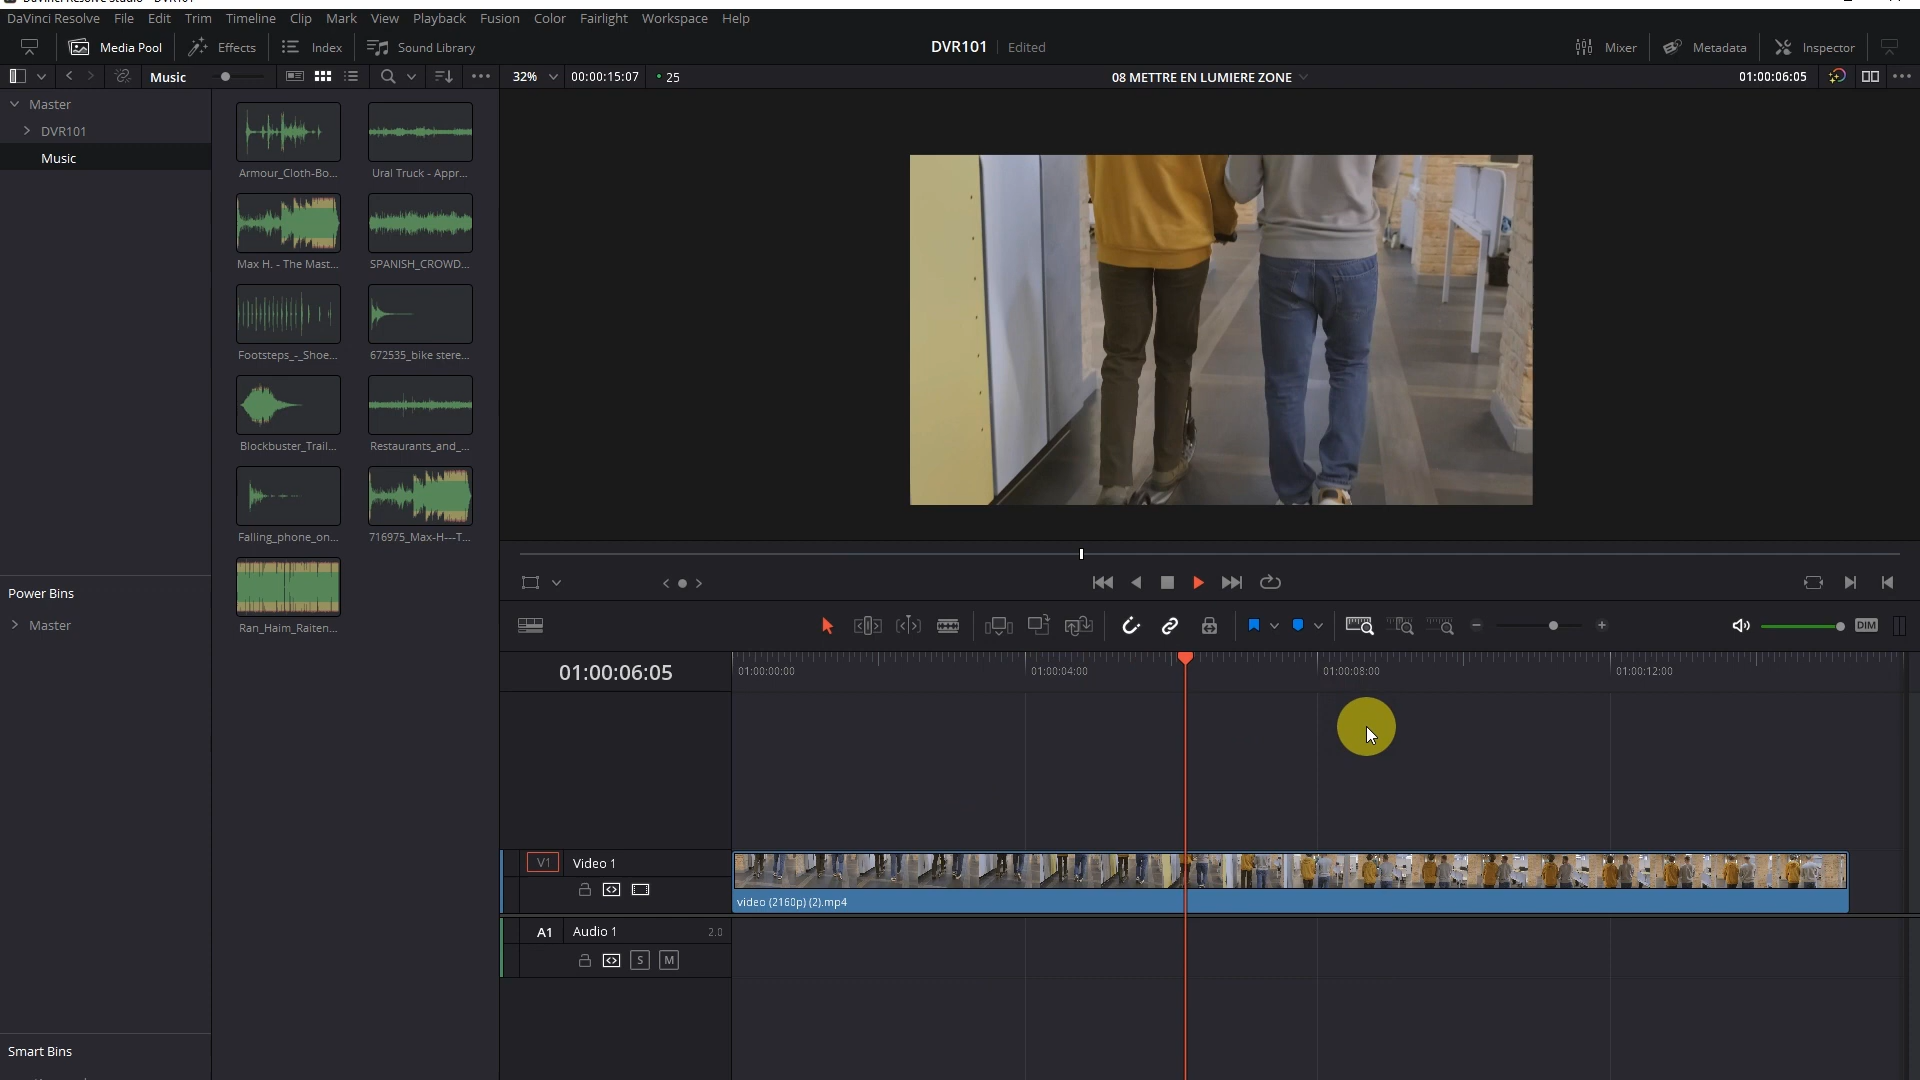 DaVinci Resolve File Edit Trim Timeline Clip Mark View Playback Fusion Color Fairlight Workspace Help
Media Pool Effects Index Sound Library DVR101 Edited Mixer Metadata Inspector
Music 32% 00:00:15:07 25 08 METTRE EN LUMIERE ZONE 01:00:06:05
Master
DVR101
Music
Armour_Cloth-Bo... Ural Truck - Appr...
Max H. - The Mast... SPANISH_CROWD...
Footsteps_-_Shoe... 672535_bike stere...
Blockbuster_Trail... Restaurants_and_...
Falling_phone_on... 716975_Max-H---T...
Ran_Haim_Raiten...
Power Bins
Master
Smart Bins
DIM
01:00:06:05
01:00:00:00 01:00:04:00 01:00:08:00 01:00:12:00
V1 Video 1
video (2160p) (2).mp4
A1 Audio 1 2.0
S M